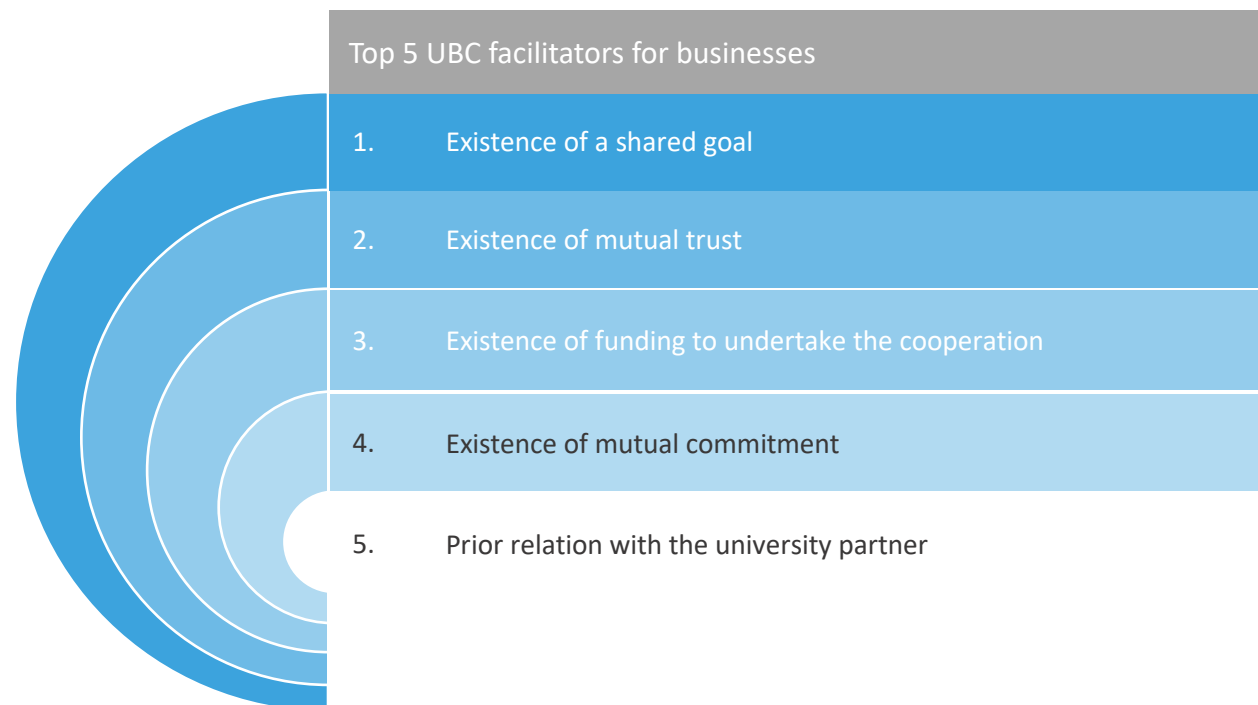 Top 5 UBC facilitators for businesses
1. Existence of a shared goal
2. Existence of mutual trust
3. Existence of funding to undertake the cooperation
4. Existence of mutual commitment
5. Prior relation with the university partner